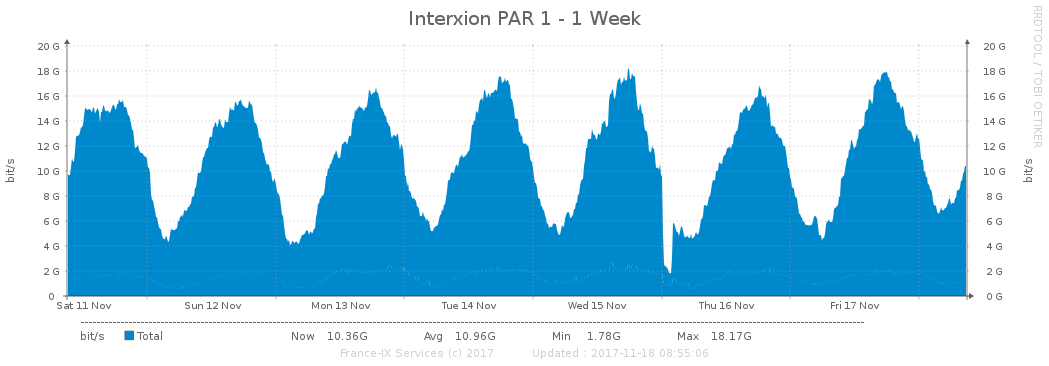 Interxion PAR 1 - 1 Week
RRDTOOL / TOBI OETIKER
bit/s
20 G 20 G
18 G 18 G
16 G 16 G
14 G 14 G
12 G 12 G
10 G 10 G
8 G 8 G
6 G 6 G
4 G 4 G
2 G 2 G
0 0 G
bit/s
Sat 11 Nov Sun 12 Nov Mon 13 Nov Tue 14 Nov Wed 15 Nov Thu 16 Nov Fri 17 Nov
bit/s Total Now 10.36G Avg 10.96G Min 1.78G Max 18.17G
France-IX Services (c) 2017 Updated : 2017-11-18 08:55:06